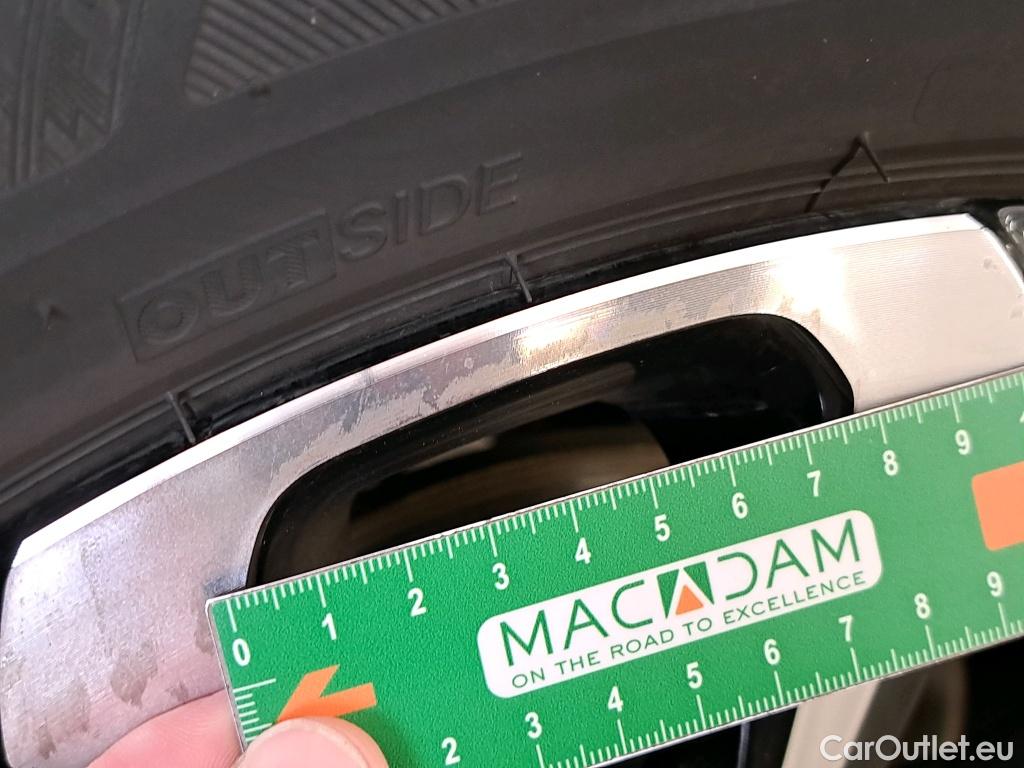 OUTSIDE
0 1 2 3 4 5 6 7 8 9
MACADAM
ON THE ROAD TO EXCELLENCE
2 3 4 5 6 7 8 9
CarOutlet.eu